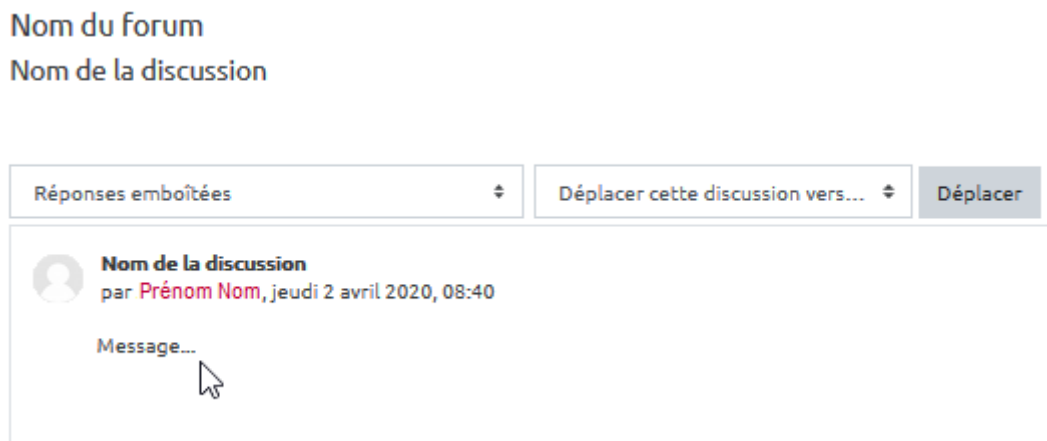 Nom du forum
Nom de la discussion
Réponses emboîtées
Déplacer cette discussion vers...
Déplacer
Nom de la discussion
par Prénom Nom, jeudi 2 avril 2020, 08:40
Message...